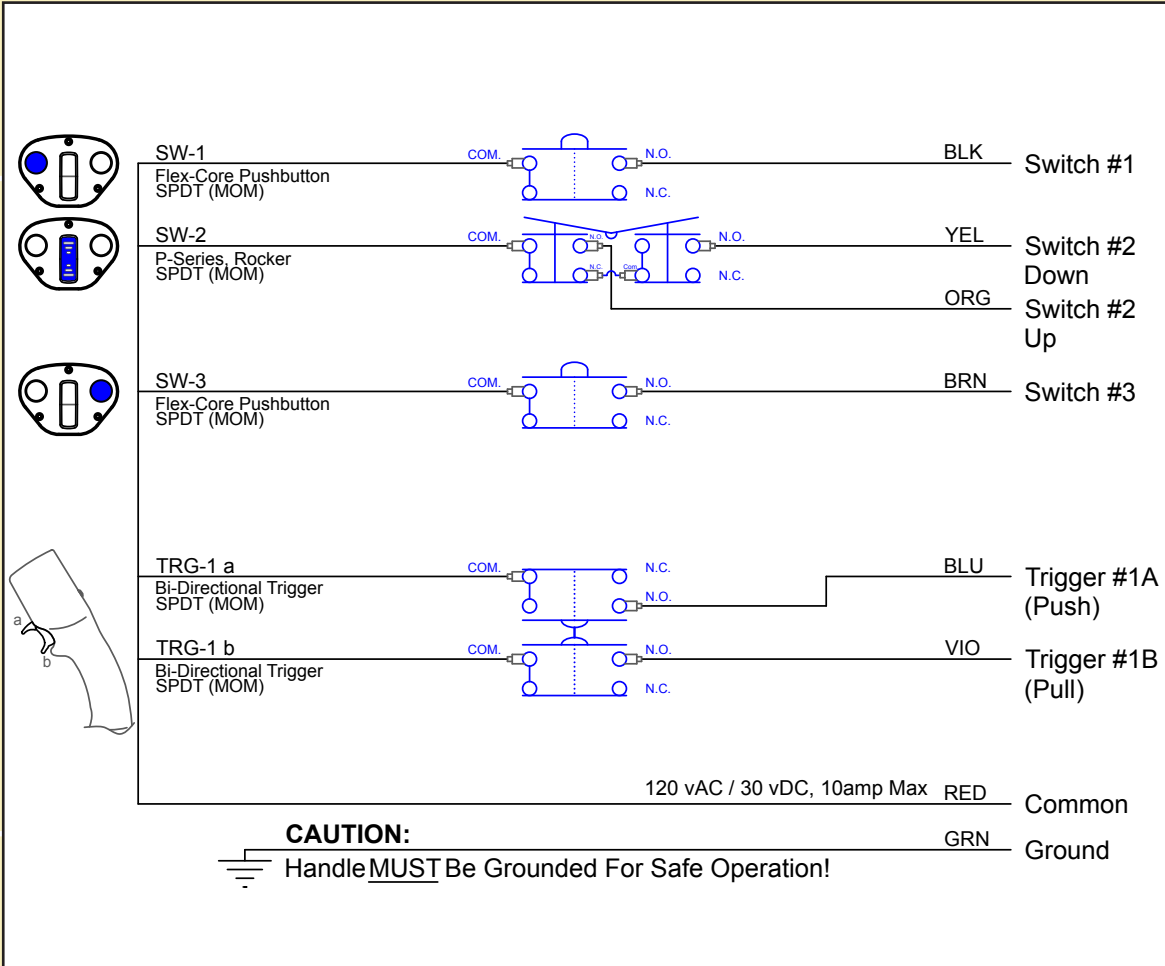 SW-1
Flex-Core Pushbutton
SPDT (MOM)
COM.
N.O.
N.C.
BLK
Switch #1
SW-2
P-Series, Rocker
SPDT (MOM)
COM.
N.O.
N.C.
Com.
N.O.
N.C.
YEL
Switch #2
Down
ORG
Switch #2
Up
SW-3
Flex-Core Pushbutton
SPDT (MOM)
COM.
N.O.
N.C.
BRN
Switch #3
a
b
TRG-1 a
Bi-Directional Trigger
SPDT (MOM)
COM.
N.C.
N.O.
BLU
Trigger #1A
(Push)
TRG-1 b
Bi-Directional Trigger
SPDT (MOM)
COM.
N.O.
N.C.
VIO
Trigger #1B
(Pull)
120 vAC / 30 vDC, 10amp Max
RED
Common
CAUTION:
Handle MUST Be Grounded For Safe Operation!
GRN
Ground